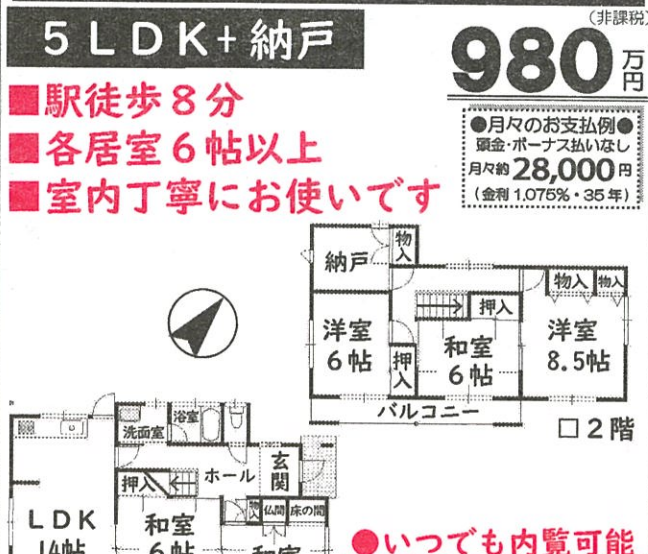 (非課税)
5LDK+納戸
980万円
■駅徒歩8分
■各居室6帖以上
■室内丁寧にお使いです
●月々のお支払例●
頭金・ボーナス払いなし
月々約28,000円
(金利1,075%・35年)
納戸
物入
洋室
6帖
押入
押入
和室
6帖
物入
物入
洋室
8.5帖
バルコニー
□2階
洗面室
浴室
ホール
玄関
押入
物入
仏間
床の間
LDK
14帖
和室
6帖
和室
●いつでも内覧可能